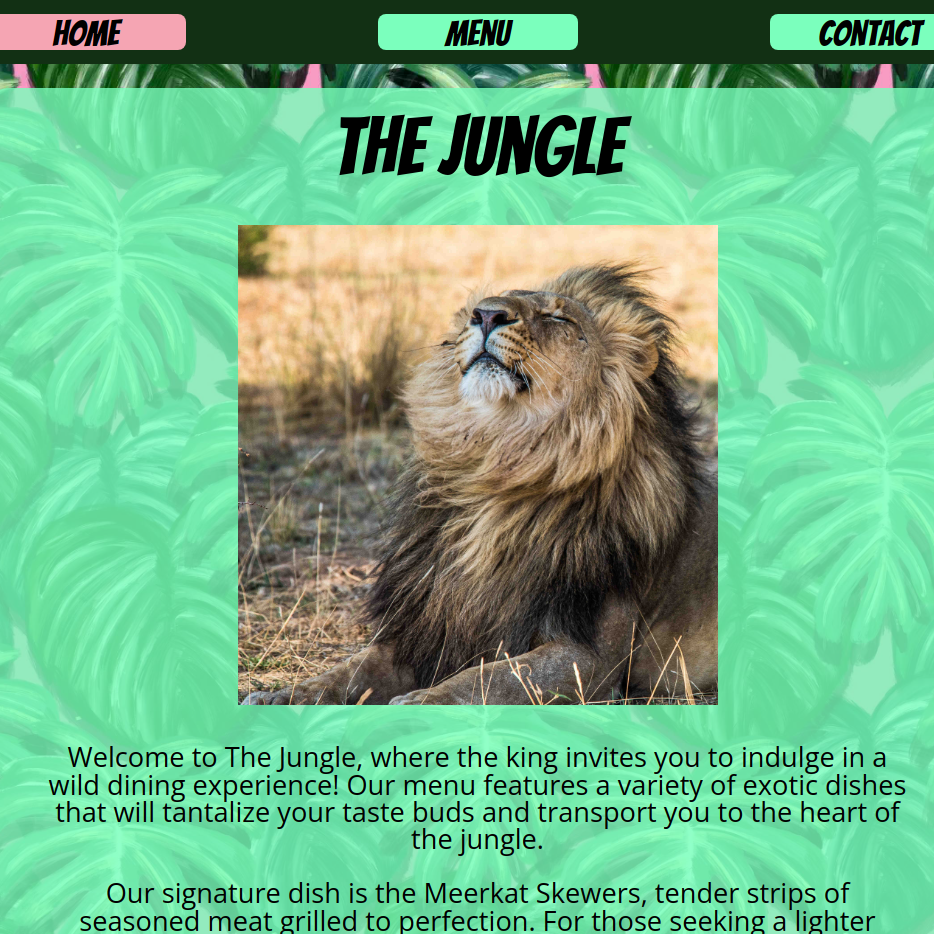 HOME
MENU
CONTACT
THE JUNGLE
Welcome to The Jungle, where the king invites you to indulge in a
wild dining experience! Our menu features a variety of exotic dishes
that will tantalize your taste buds and transport you to the heart of
the jungle.
Our signature dish is the Meerkat Skewers, tender strips of
seasoned meat grilled to perfection. For those seeking a lighter